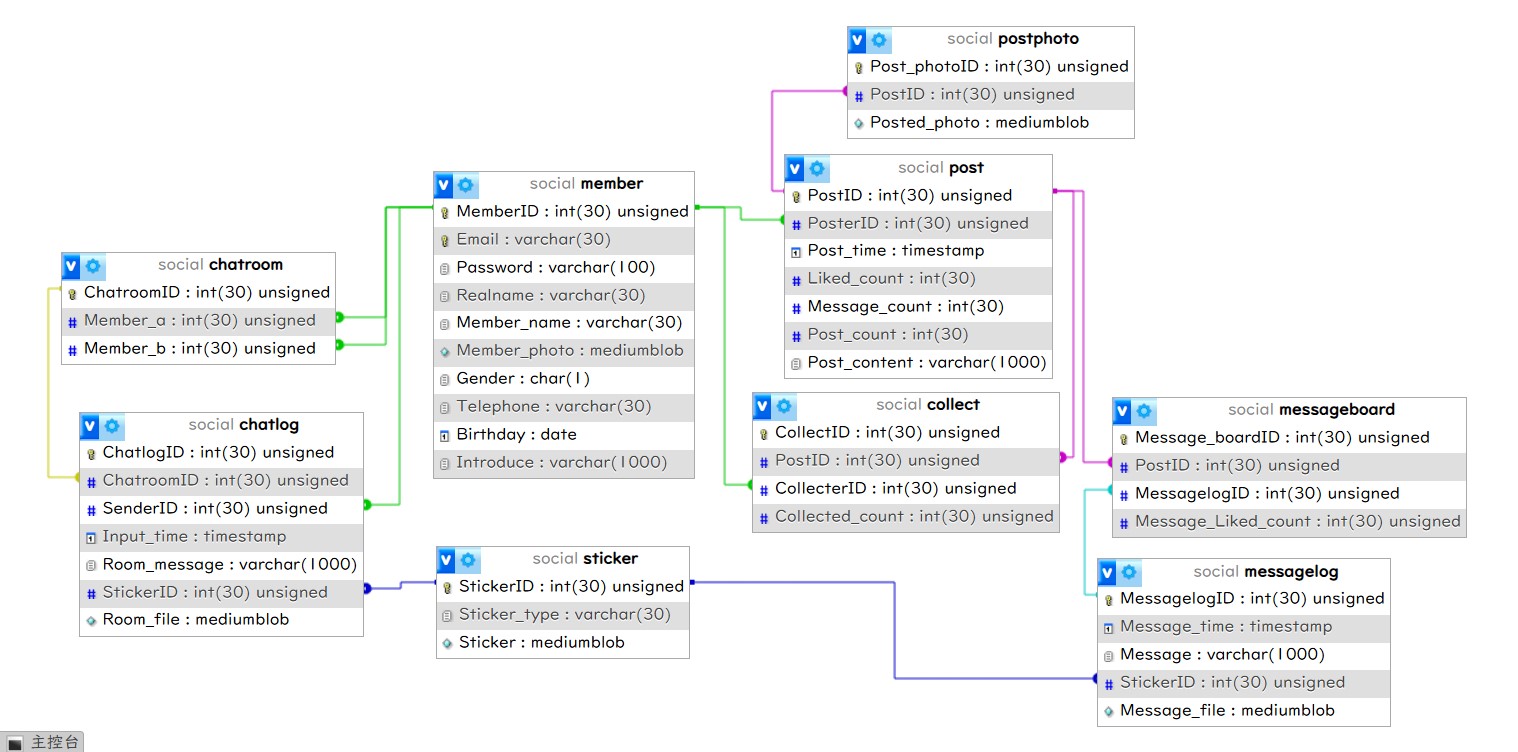 social postphoto
Post_photoID : int(30) unsigned
PostID : int(30) unsigned
Posted_photo : mediumblob
social post
PostID : int(30) unsigned
PosterID : int(30) unsigned
Post_time : timestamp
Liked_count : int(30)
Message_count : int(30)
Post_count : int(30)
Post_content : varchar(1000)
social member
MemberID : int(30) unsigned
Email : varchar(30)
Password : varchar(100)
Realname : varchar(30)
Member_name : varchar(30)
Member_photo : mediumblob
Gender : char(1)
Telephone : varchar(30)
Birthday : date
Introduce : varchar(1000)
social chatroom
ChatroomID : int(30) unsigned
Member_a : int(30) unsigned
Member_b : int(30) unsigned
social chatlog
ChatlogID : int(30) unsigned
ChatroomID : int(30) unsigned
SenderID : int(30) unsigned
Input_time : timestamp
Room_message : varchar(1000)
StickerID : int(30) unsigned
Room_file : mediumblob
social collect
CollectID : int(30) unsigned
PostID : int(30) unsigned
CollecterID : int(30) unsigned
Collected_count : int(30) unsigned
social messageboard
Message_boardID : int(30) unsigned
PostID : int(30) unsigned
MessagelogID : int(30) unsigned
Message_Liked_count : int(30) unsigned
social sticker
StickerID : int(30) unsigned
Sticker_type : varchar(30)
Sticker : mediumblob
social messagelog
MessagelogID : int(30) unsigned
Message_time : timestamp
Message : varchar(1000)
StickerID : int(30) unsigned
Message_file : mediumblob
主控台